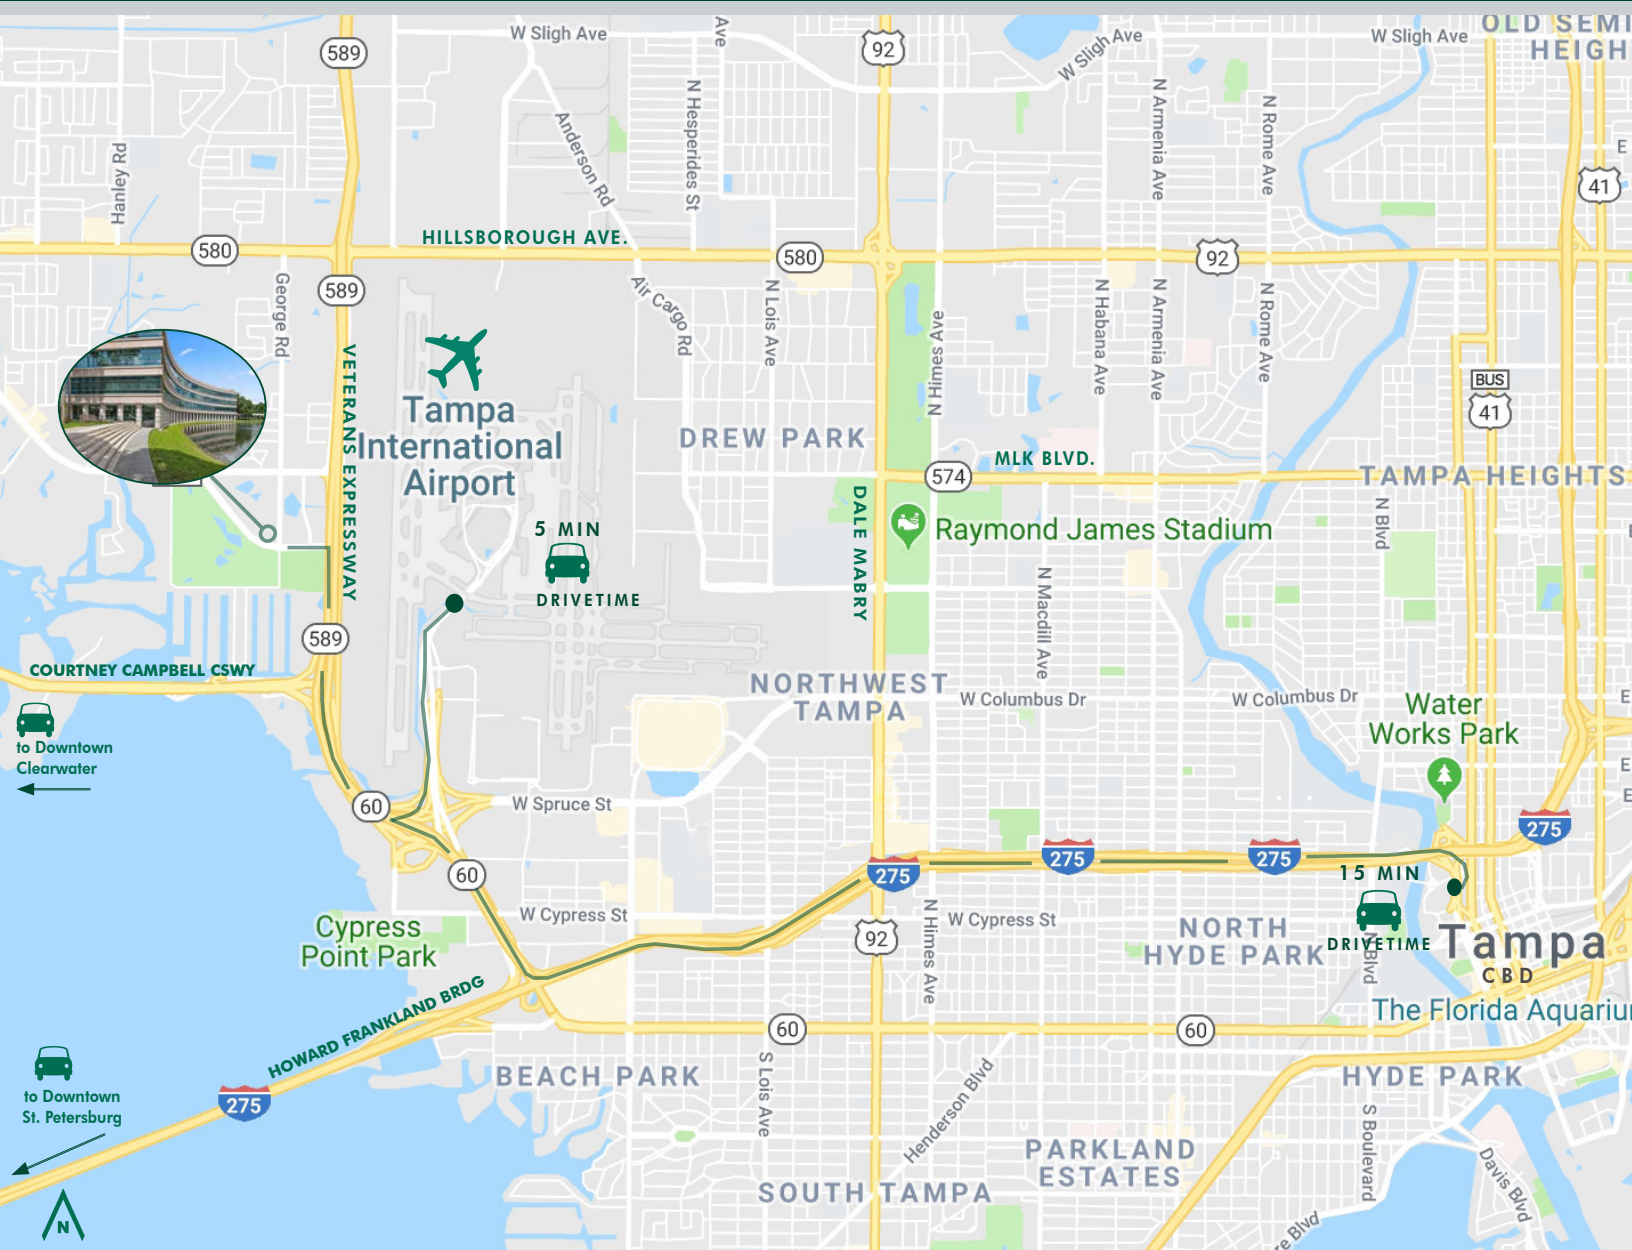 W Sligh Ave
Ave
W Sligh Ave
W Sligh Ave
OLD SEMI
HEIGH
589
92
N Hesperides St
N Armenia Ave
N Rome Ave
Anderson Rd
Hanley Rd
E
41
HILLSBOROUGH AVE.
580
580
92
589
George Rd
Air Cargo Rd
N Lois Ave
N Himes Ave
N Habana Ave
N Armenia Ave
N Rome Ave
VETERANS EXPRESSWAY
BUS
41
Tampa
International
Airport
DREW PARK
MLK BLVD.
574
TAMPA HEIGHTS
N Blvd
DALE MABRY
Raymond James Stadium
5 MIN
DRIVETIME
N Macdill Ave
589
COURTNEY CAMPBELL CSWY
to Downtown
Clearwater
NORTHWEST
TAMPA
W Columbus Dr
W Columbus Dr
E
Water
Works Park
E
E
60
W Spruce St
275
275
275
275
15 MIN
DRIVETIME
60
W Cypress St
92
N Himes Ave
W Cypress St
NORTH
HYDE PARK
N Blvd
Tampa
CBD
Cypress
Point Park
HOWARD FRANKLAND BRDG
The Florida Aquariu
60
60
to Downtown
St. Petersburg
275
BEACH PARK
S Lois Ave
Henderson Blvd
HYDE PARK
S Boulevard
PARKLAND
ESTATES
Davis Blvd
SOUTH TAMPA
re Blvd
N